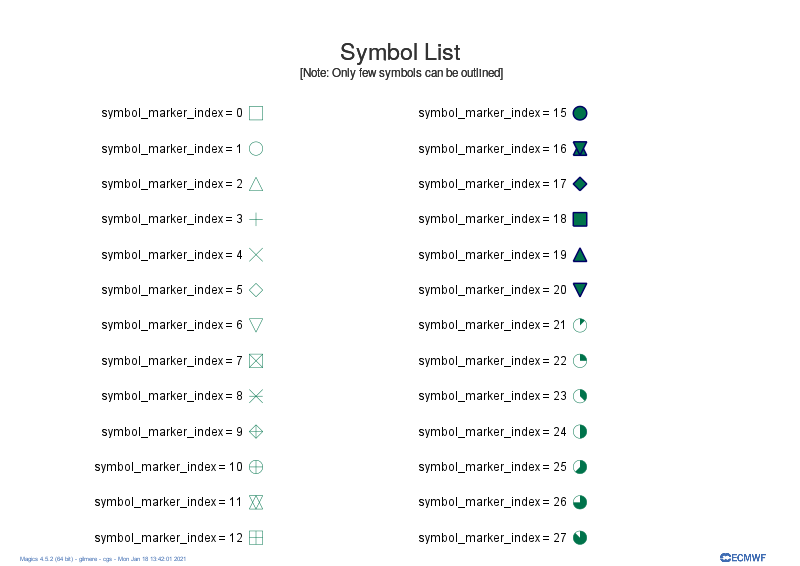 Symbol List
[Note: Only few symbols can be outlined]
symbol_marker_index = 0
symbol_marker_index = 1
symbol_marker_index = 2
symbol_marker_index = 3
symbol_marker_index = 4
symbol_marker_index = 5
symbol_marker_index = 6
symbol_marker_index = 7
symbol_marker_index = 8
symbol_marker_index = 9
symbol_marker_index = 10
symbol_marker_index = 11
symbol_marker_index = 12
symbol_marker_index = 15
symbol_marker_index = 16
symbol_marker_index = 17
symbol_marker_index = 18
symbol_marker_index = 19
symbol_marker_index = 20
symbol_marker_index = 21
symbol_marker_index = 22
symbol_marker_index = 23
symbol_marker_index = 24
symbol_marker_index = 25
symbol_marker_index = 26
symbol_marker_index = 27
Magics 4.5.2 (64 bit) - gilmere - cgs - Mon Jan 18 13:42:01 2021
ECMWF